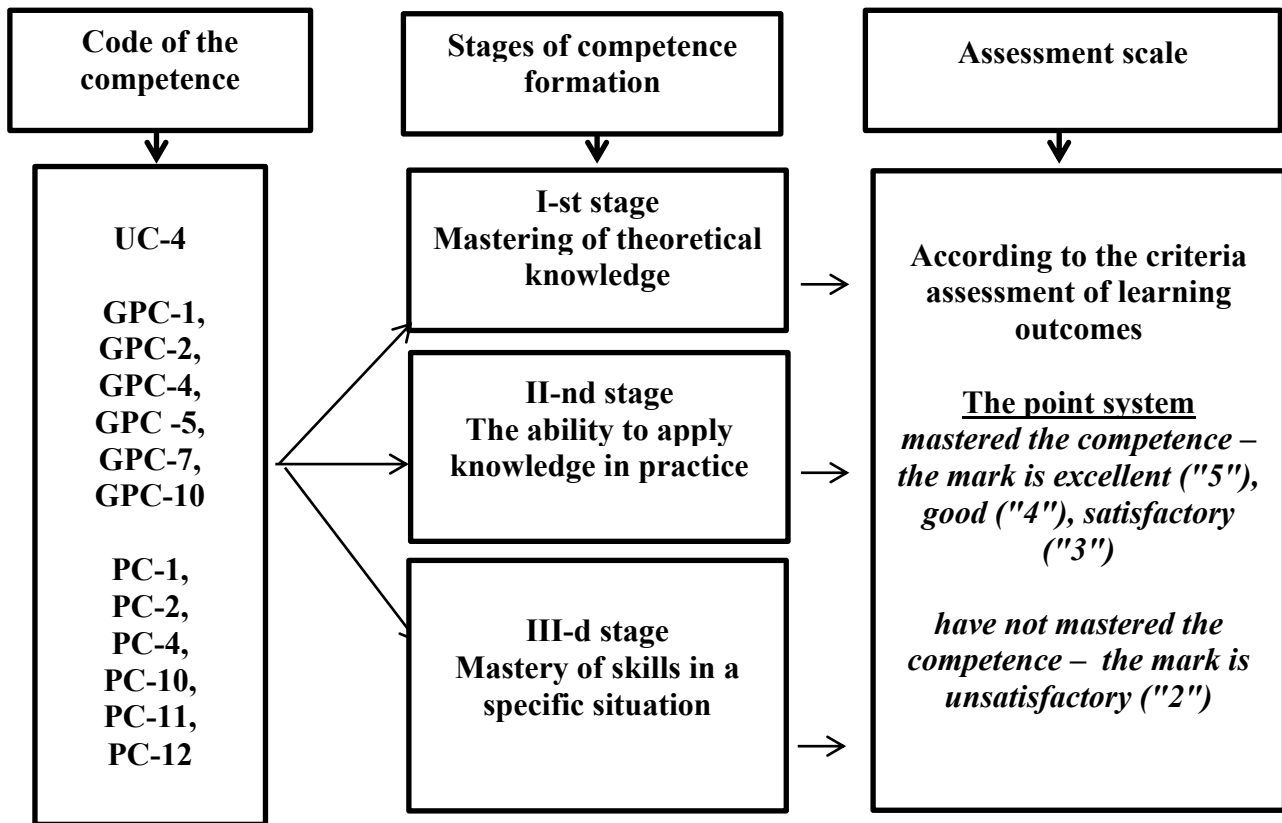 Code of the
competence
Stages of competence
formation
Assessment scale
UC-4
GPC-1,
GPC-2,
GPC-4,
GPC -5,
GPC-7,
GPC-10
PC-1,
PC-2,
PC-4,
PC-10,
PC-11,
PC-12
I-st stage
Mastering of theoretical
knowledge
II-nd stage
The ability to apply
knowledge in practice
III-d stage
Mastery of skills in a
specific situation
According to the criteria
assessment of learning
outcomes
The point system
mastered the competence –
the mark is excellent ("5"),
good ("4"), satisfactory
("3")
have not mastered the
competence – the mark is
unsatisfactory ("2")